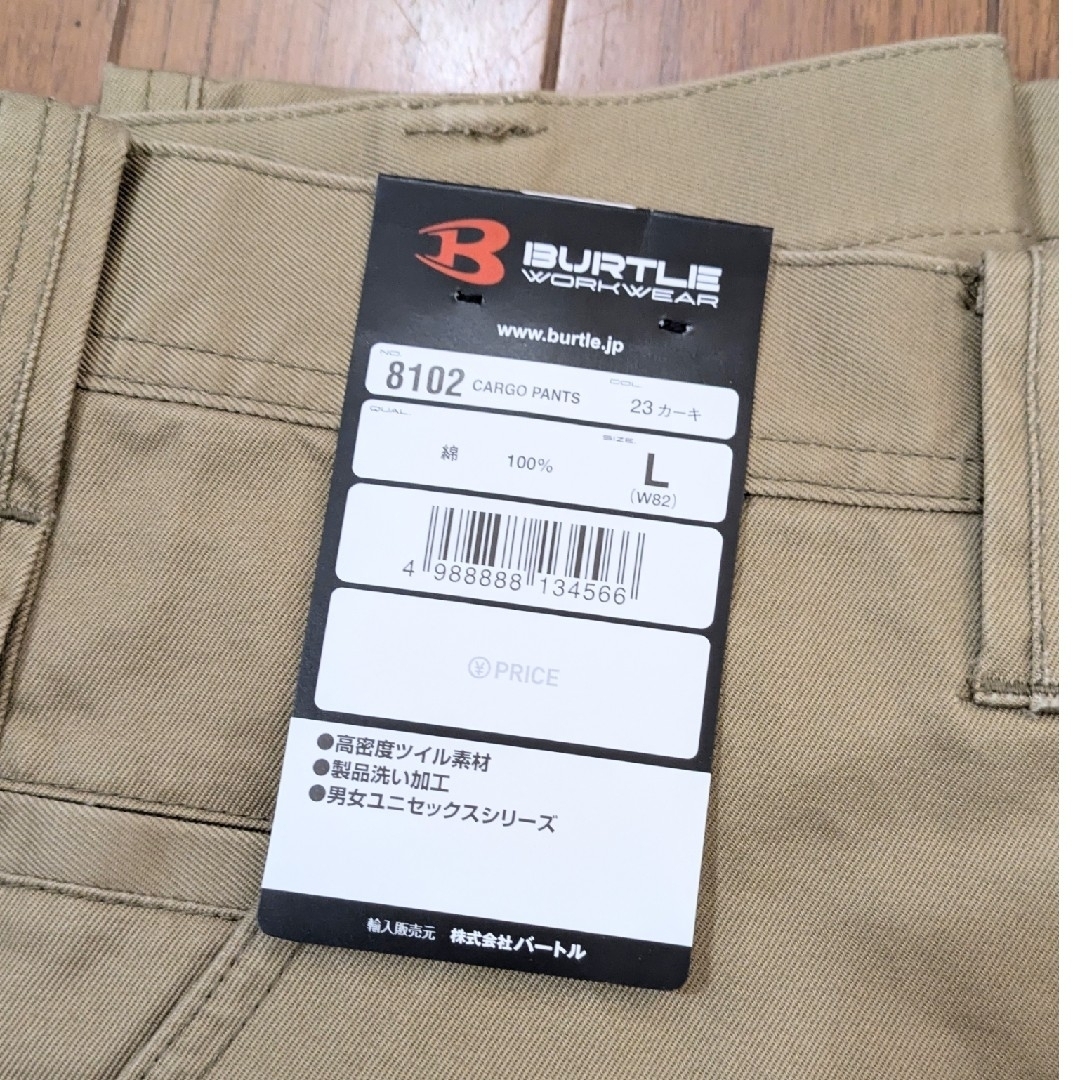 BURTLE
WORKWEAR
www.burtle.jp
NO.
8102 CARGO PANTS
COL.
23 カーキ
QUAL.
綿 100%
SIZE.
L
(W82)
4 988888 134566
¥ PRICE
●高密度ツイル素材
●製品洗い加工
●男女ユニセックスシリーズ
輸入販売元 株式会社バートル